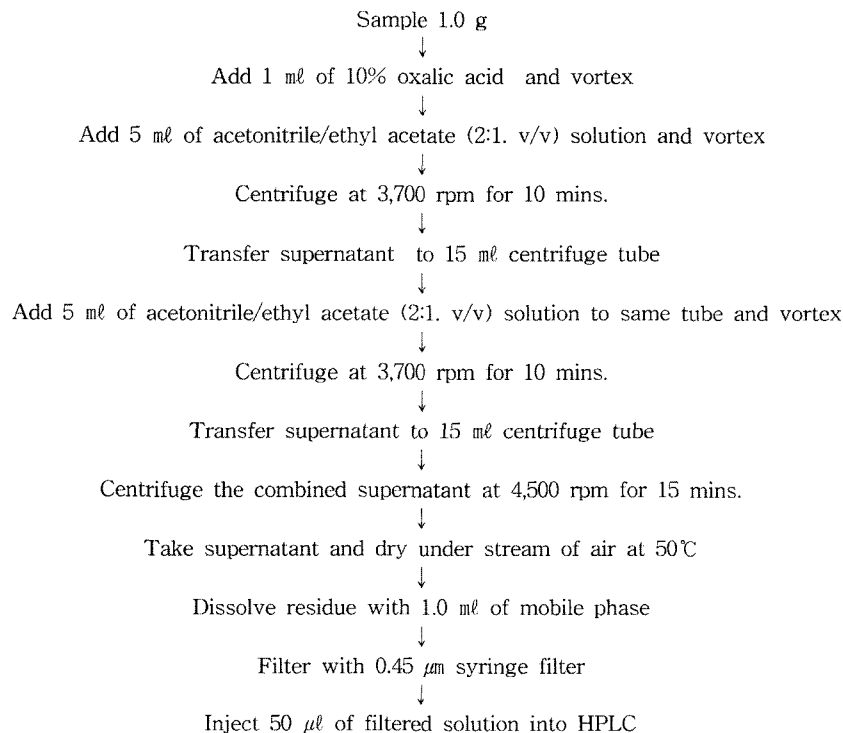 Sample 1.0 g
↓
Add 1 ㎖ of 10% oxalic acid and vortex
↓
Add 5 ㎖ of acetonitrile/ethyl acetate (2:1. v/v) solution and vortex
↓
Centrifuge at 3,700 rpm for 10 mins.
↓
Transfer supernatant to 15 ㎖ centrifuge tube
↓
Add 5 ㎖ of acetonitrile/ethyl acetate (2:1. v/v) solution to same tube and vortex
↓
Centrifuge at 3,700 rpm for 10 mins.
↓
Transfer supernatant to 15 ㎖ centrifuge tube
↓
Centrifuge the combined supernatant at 4,500 rpm for 15 mins.
↓
Take supernatant and dry under stream of air at 50℃
↓
Dissolve residue with 1.0 ㎖ of mobile phase
↓
Filter with 0.45 ㎛ syringe filter
↓
Inject 50 ㎕ of filtered solution into HPLC